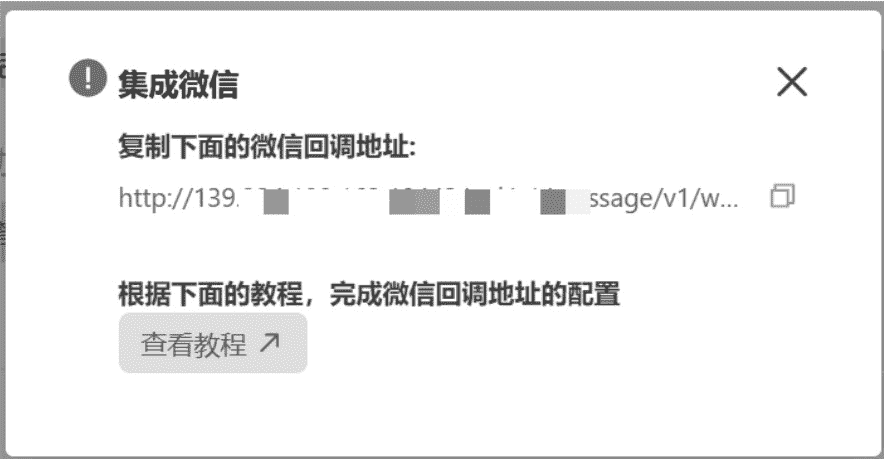 集成微信
复制下面的微信回调地址:
http://139. ssage/v1/w...
根据下面的教程，完成微信回调地址的配置
查看教程